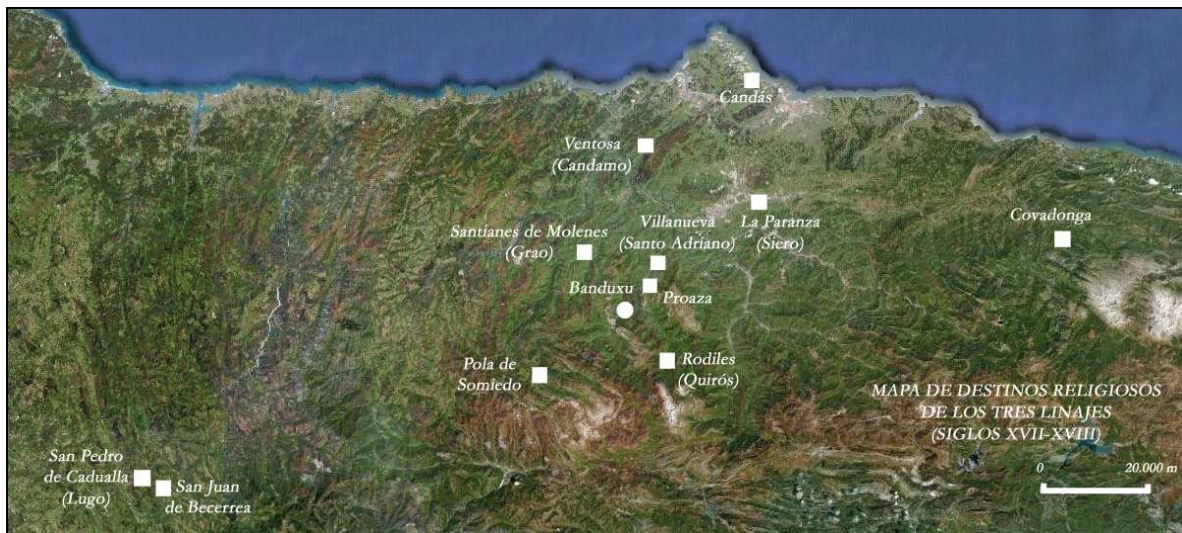 Candás
Ventosa
(Candamo)
Villanueva
(Santo Adriano)
La Paranza
(Siero)
Covadonga
Santianes de Molenes
(Grao)
Banduxu
Proaza
Pola de
Somiedo
Rodiles
(Quirós)
MAPA DE DESTINOS RELIGIOSOS
DE LOS TRES LINAJES
(SIGLOS XVII-XVIII)
San Pedro
de Cadualla
(Lugo)
San Juan
de Becerrea
0 20.000 m